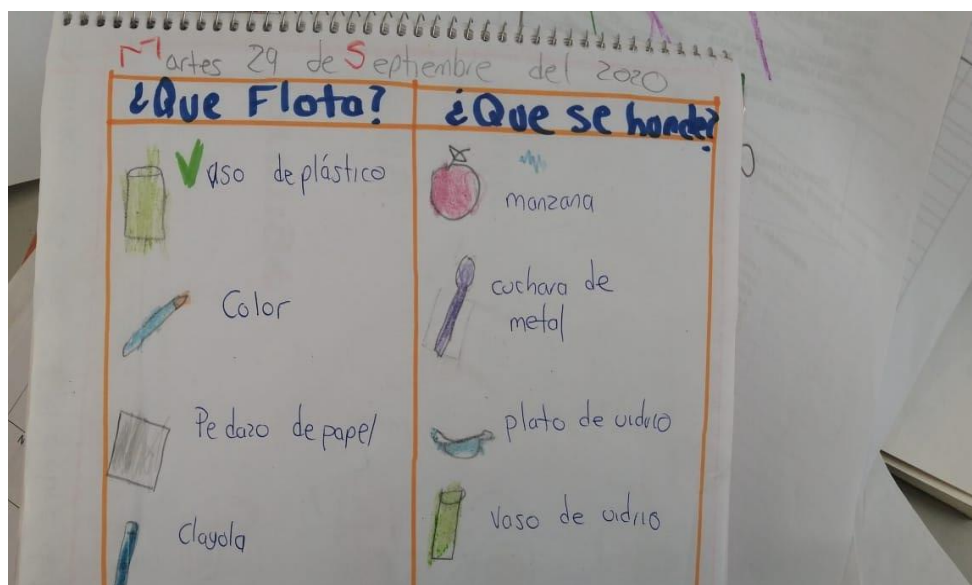 Martes 29 de Septiembre del 2020
¿Que Flota?
¿Que se honde?
Vaso de plástico
manzana
Color
cuchara de
metal
Pedazo de papel
plato de vidrio
Clayola
Vaso de vidrio